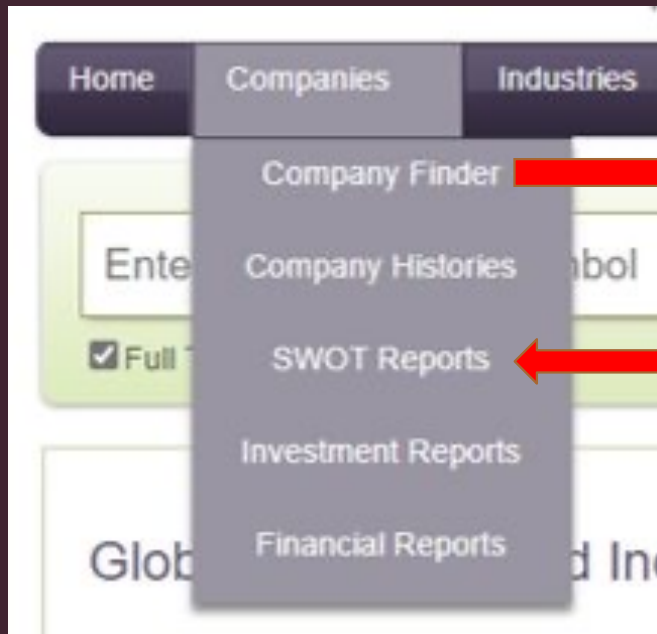 Home Companies Industries
Company Finder
Ente Company Histories bol
Full SWOT Reports
Investment Reports
Glob Financial Reports d In